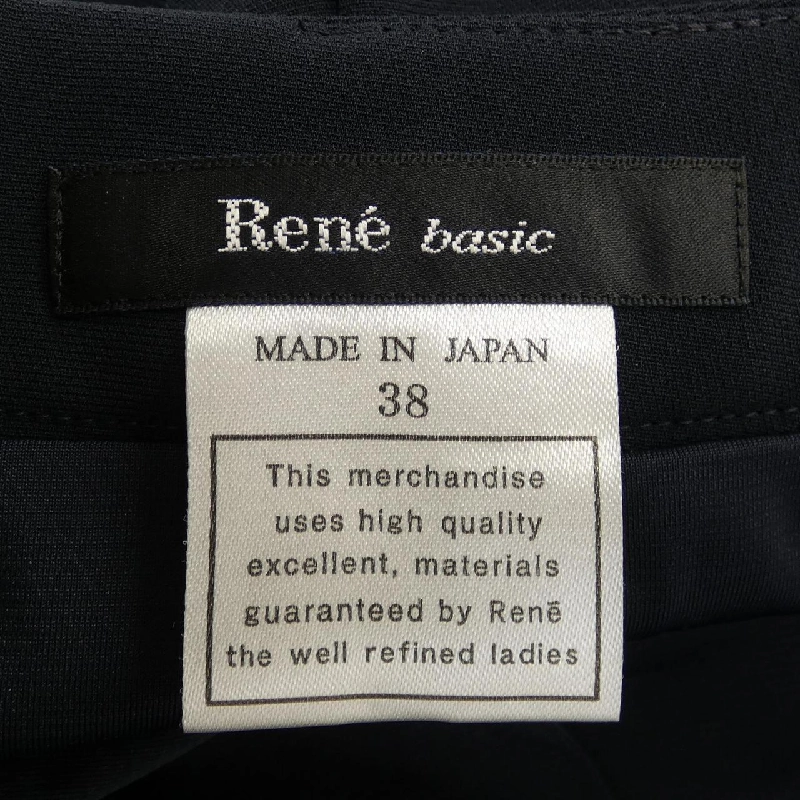 René basic
MADE IN JAPAN
38
This merchandise
uses high quality
excellent, materials
guaranteed by Renē
the well refined ladies